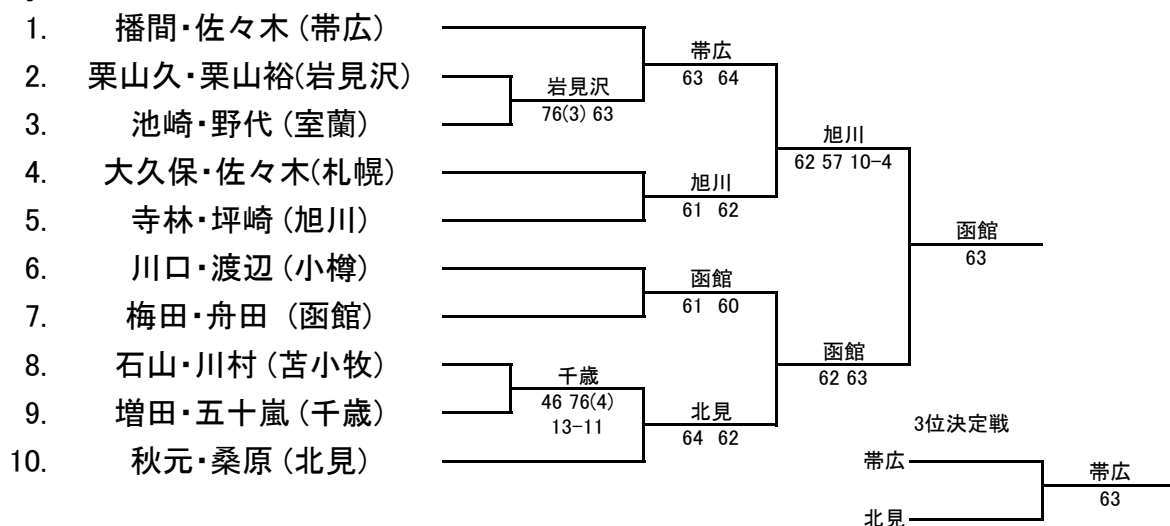 1. 播間・佐々木 (帯広)
2. 栗山久・栗山裕(岩見沢)
3. 池崎・野代 (室蘭)
4. 大久保・佐々木(札幌)
5. 寺林・坪崎 (旭川)
6. 川口・渡辺 (小樽)
7. 梅田・舟田 (函館)
8. 石山・川村 (苫小牧)
9. 増田・五十嵐 (千歳)
10. 秋元・桑原 (北見)
岩見沢
76(3) 63
千歳
46 76(4)
13-11
帯広
63 64
旭川
61 62
函館
61 60
北見
64 62
旭川
62 57 10-4
函館
62 63
函館
63
3位決定戦
帯広
北見
帯広
63